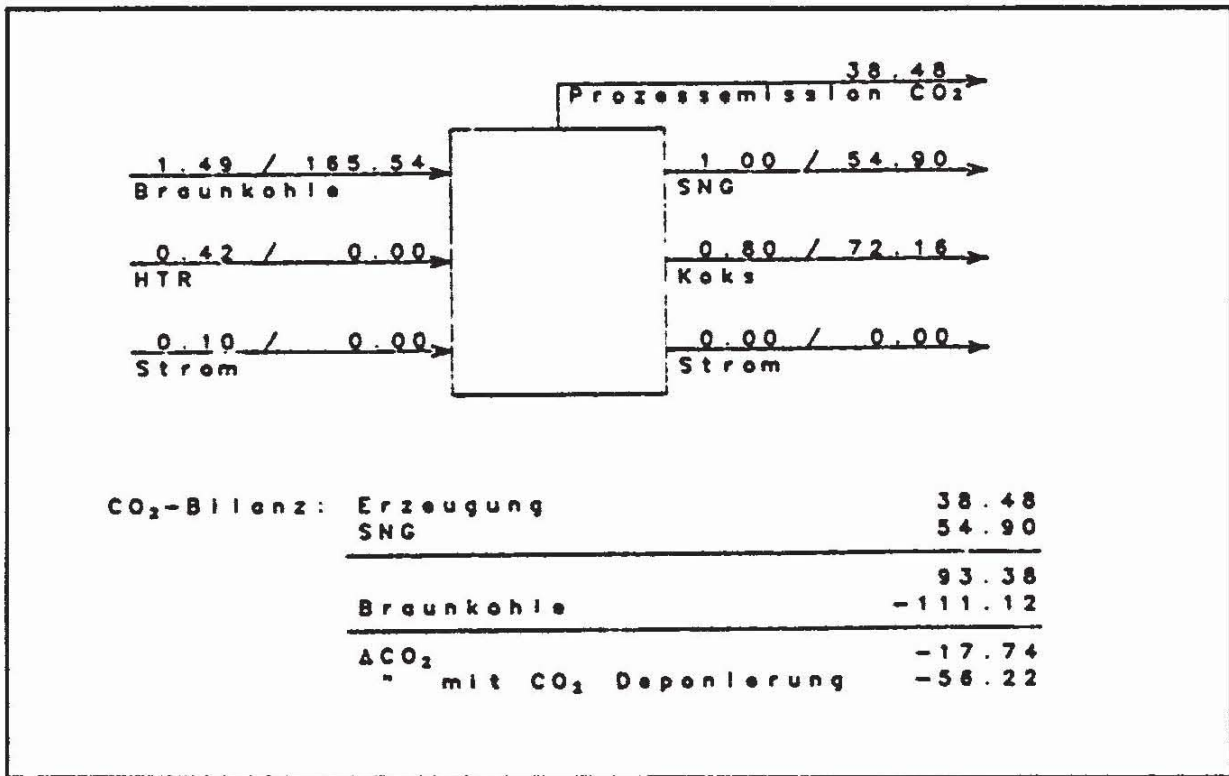 38.48
Prozessemission CO₂
1.49 / 165.54
Braunkohle
1.00 / 54.90
SNG
0.42 / 0.00
HTR
0.80 / 72.16
Koks
0.10 / 0.00
Strom
0.00 / 0.00
Strom
CO₂-Bilanz: Erzeugung 38.48
SNG 54.90
93.38
Braunkohle -111.12
ΔCO₂ -17.74
" mit CO₂ Deponierung -56.22